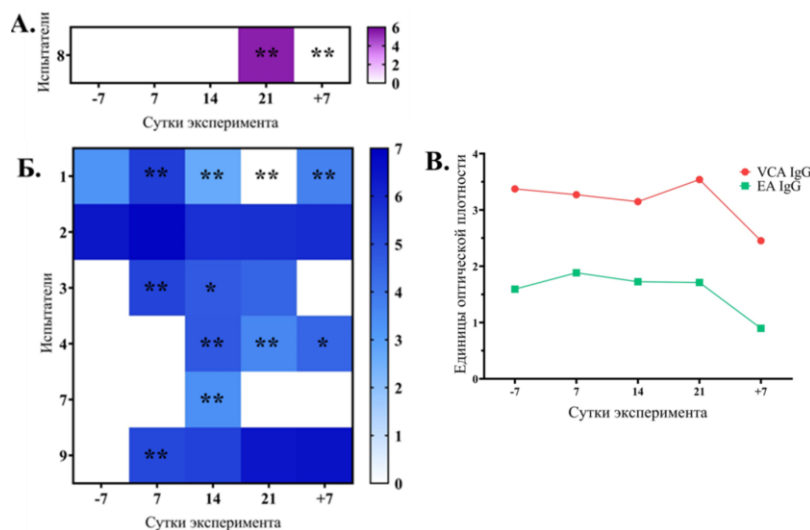 А.
Испытатели
8
** **
6
4
2
0
-7 7 14 21 +7
Сутки эксперимента
Б.
Испытатели
1 ** ** ** **
2
3 ** *
4 ** ** *
7 **
9 **
-7 7 14 21 +7
Сутки эксперимента
7
6
5
4
3
2
1
0
В.
Единицы оптической плотности
4
3
2
1
0
-7 7 14 21 +7
Сутки эксперимента
VCA IgG
EA IgG